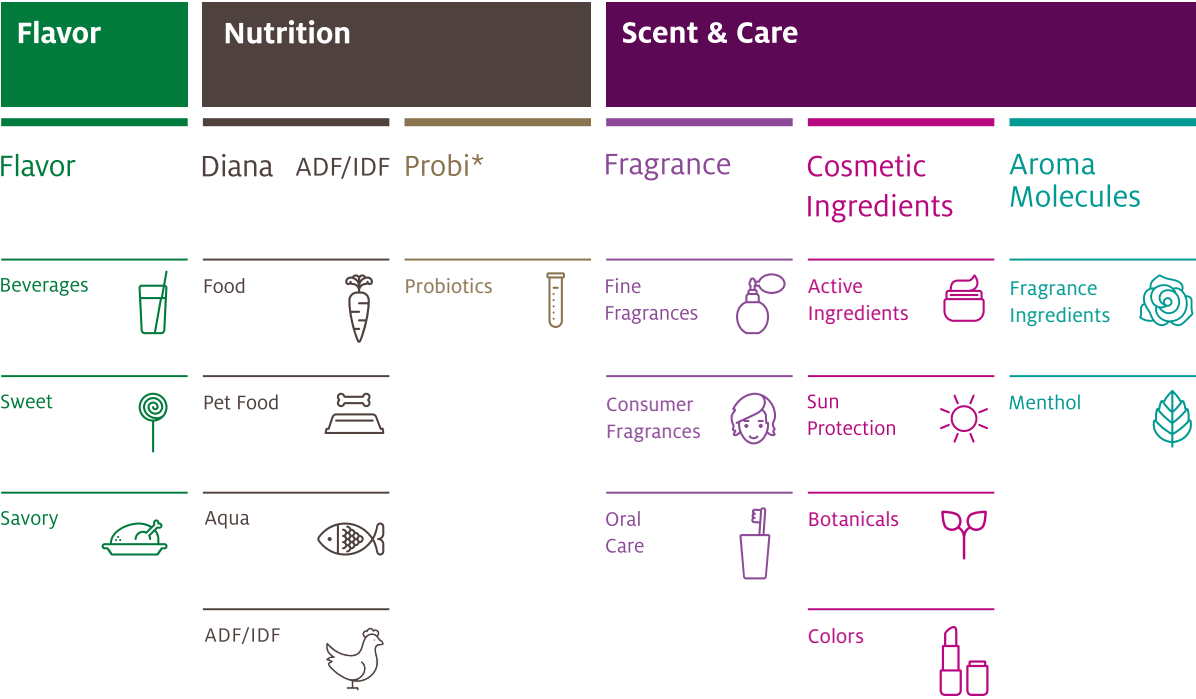 Flavor
Nutrition
Scent & Care
Flavor
Diana ADF/IDF
Probi*
Fragrance
Cosmetic
Ingredients
Aroma
Molecules
Beverages
Food
Probiotics
Fine
Fragrances
Active
Ingredients
Fragrance
Ingredients
Sweet
Pet Food
Consumer
Fragrances
Sun
Protection
Menthol
Savory
Aqua
Oral
Care
Botanicals
ADF/IDF
Colors